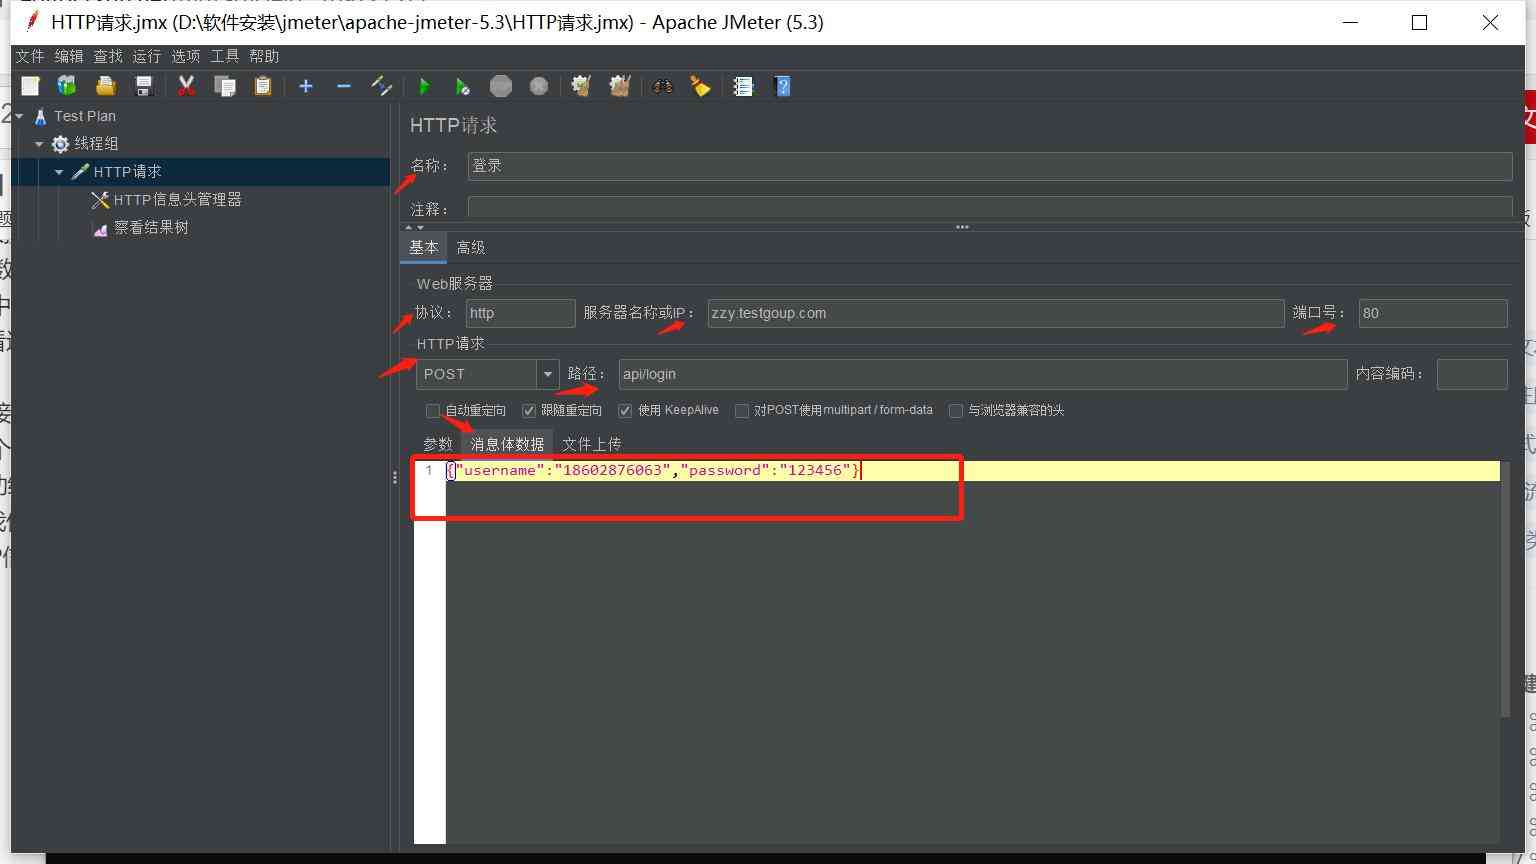 HTTP请求.jmx (D:\软件安装\jmeter\apache-jmeter-5.3\HTTP请求.jmx) - Apache JMeter (5.3)
文件 编辑 查找 运行 选项 工具 帮助
Test Plan
线程组
HTTP请求
HTTP信息头管理器
察看结果树
HTTP请求
名称： 登录
注释：
基本 高级
Web服务器
协议： http 服务器名称或IP： zzy.testgoup.com 端口号： 80
HTTP请求
POST 路径： api/login 内容编码：
自动重定向 跟随重定向 使用 KeepAlive 对POST使用multipart / form-data 与浏览器兼容的头
参数 消息体数据 文件上传
1 {"username":"18602876063","password":"123456"}